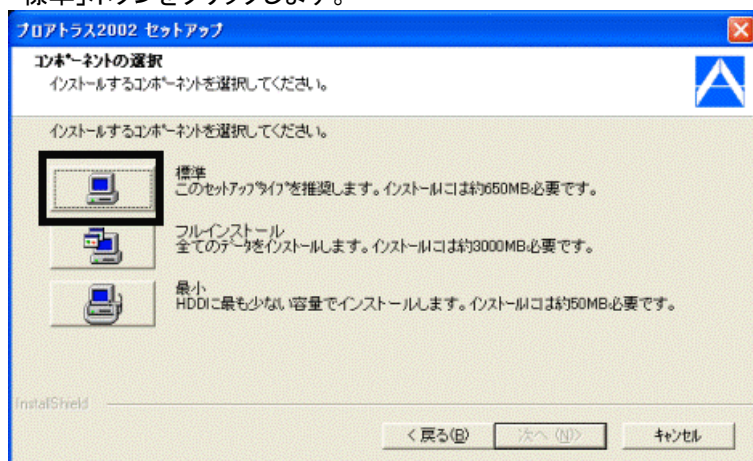 標準]ボタンをクリックします。
プロアトラス2002 セットアップ
コンポーネントの選択
インストールするコンポーネントを選択してください。
インストールするコンポーネントを選択してください。
標準
このセットアップタイプを推奨します。インストールには約650MB必要です。
フルインストール
全てのデータをインストールします。インストールには約3000MB必要です。
最小
HDDに最も少ない容量でインストールします。インストールには約50MB必要です。
InstallShield
< 戻る(B)
次へ (N)>
キャンセル